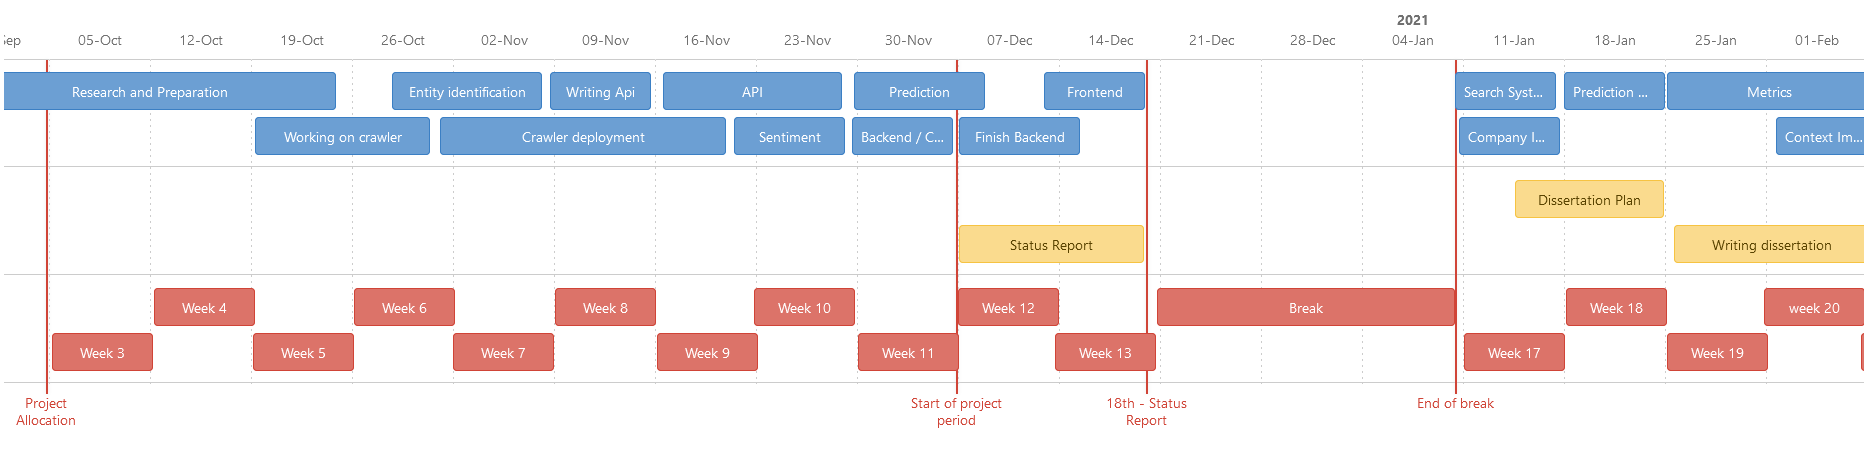 2021
Sep 05-Oct 12-Oct 19-Oct 26-Oct 02-Nov 09-Nov 16-Nov 23-Nov 30-Nov 07-Dec 14-Dec 21-Dec 28-Dec 04-Jan 11-Jan 18-Jan 25-Jan 01-Feb
Research and Preparation Entity identification Writing Api API Prediction Frontend Search Syst... Prediction ... Metrics
Working on crawler Crawler deployment Sentiment Backend / C... Finish Backend Company I... Context Im...
Dissertation Plan
Status Report Writing dissertation
Week 4 Week 6 Week 8 Week 10 Week 12 Break Week 18 week 20
Week 3 Week 5 Week 7 Week 9 Week 11 Week 13 Week 17 Week 19
Project Start of project 18th - Status End of break
Allocation period Report